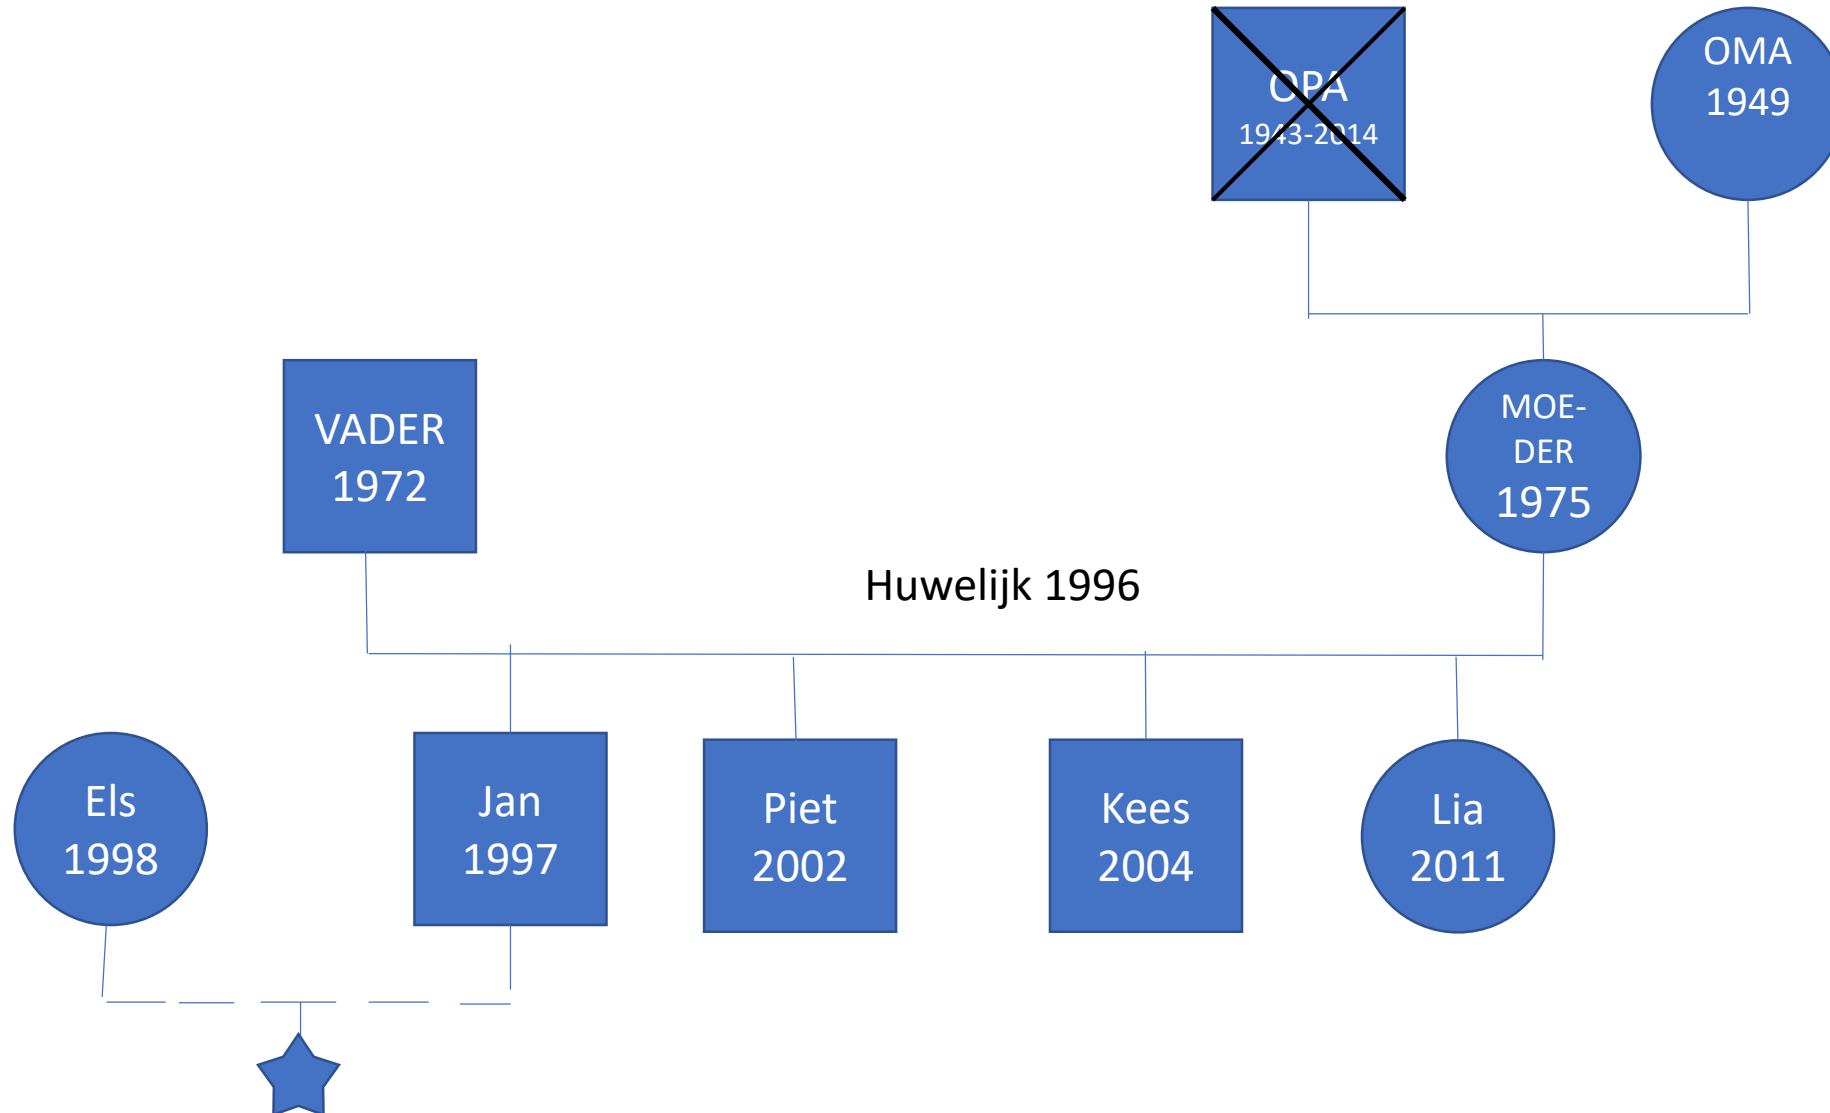 OPA
1943-2014
OMA
1949
VADER
1972
MOE-
DER
1975
Huwelijk 1996
Els
1998
Jan
1997
Piet
2002
Kees
2004
Lia
2011